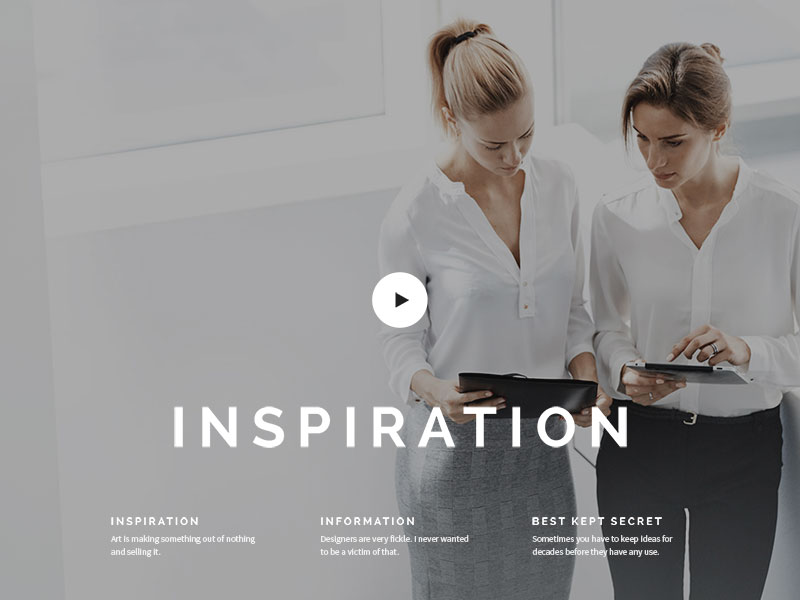 INSPIRATION
INSPIRATION
Art is making something out of nothing
and selling it.
INFORMATION
Designers are very fickle. I never wanted
to be a victim of that.
BEST KEPT SECRET
Sometimes you have to keep ideas for
decades before they have any use.